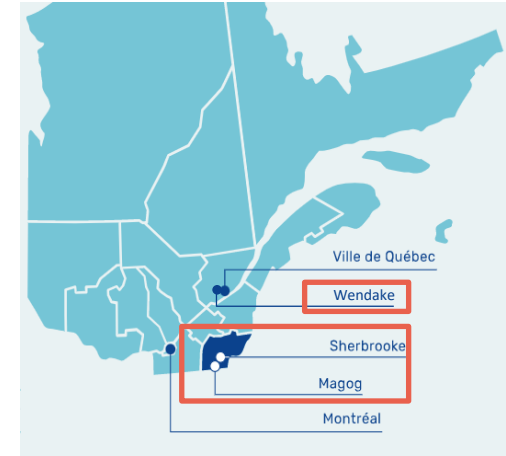 Ville de Québec
Wendake
Sherbrooke
Magog
Montréal